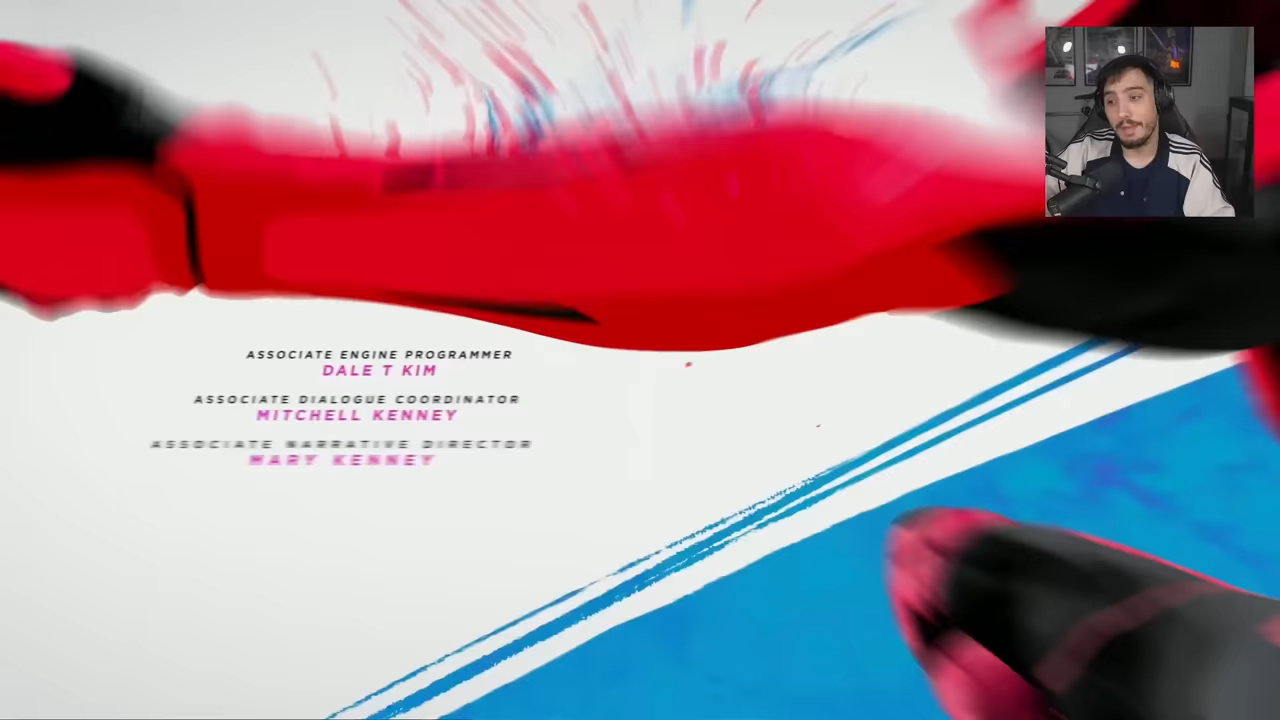 ASSOCIATE ENGINE PROGRAMMER
DALE T KIM
ASSOCIATE DIALOGUE COORDINATOR
MITCHELL KENNEY
ASSOCIATE NARRATIVE DIRECTOR
MARY KENNEY